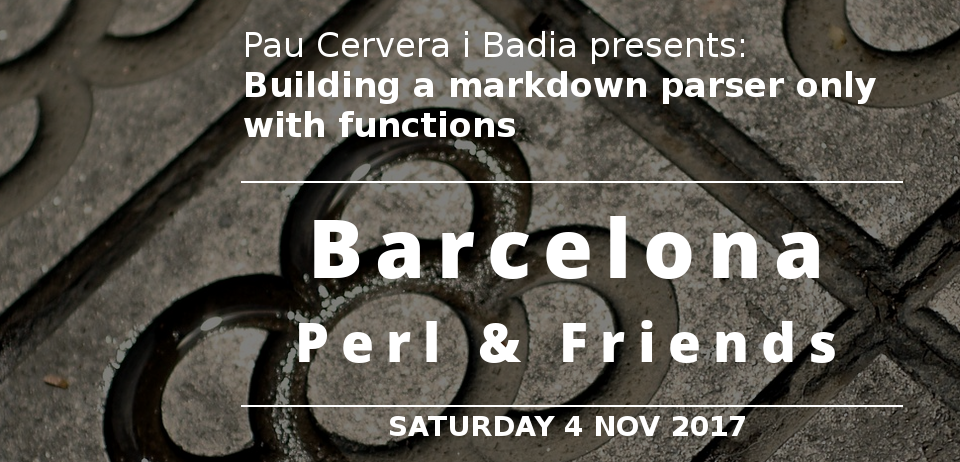 Pau Cervera i Badia presents:
Building a markdown parser only
with functions
Barcelona
Perl & Friends
SATURDAY 4 NOV 2017